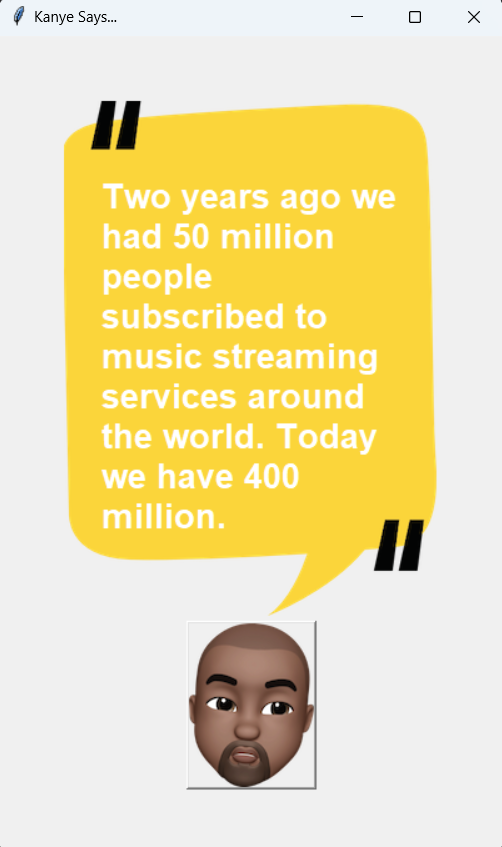 Kanye Says...
"
Two years ago we
had 50 million
people
subscribed to
music streaming
services around
the world. Today
we have 400
million.
"